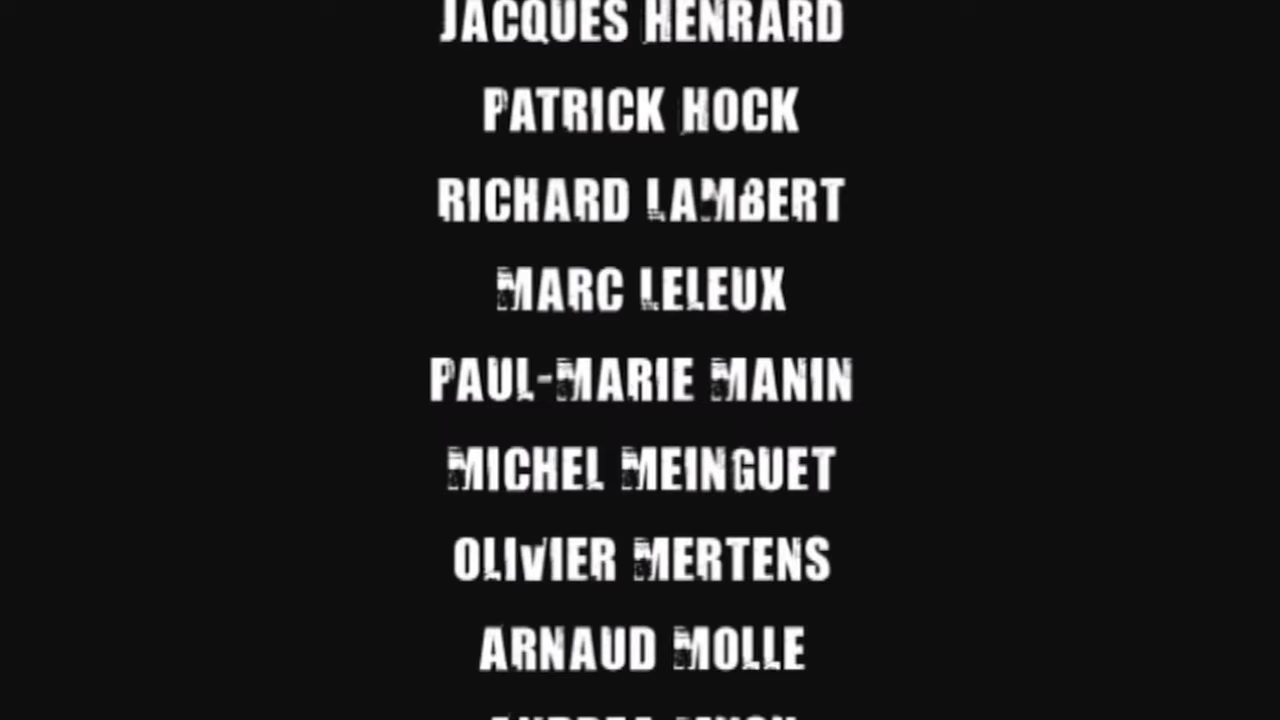 JACQUES HENRARD
PATRICK HOCK
RICHARD LAMBERT
MARC LELEUX
PAUL-MARIE MANIN
MICHEL MEINGUET
OLIVIER MERTENS
ARNAUD MOLLE